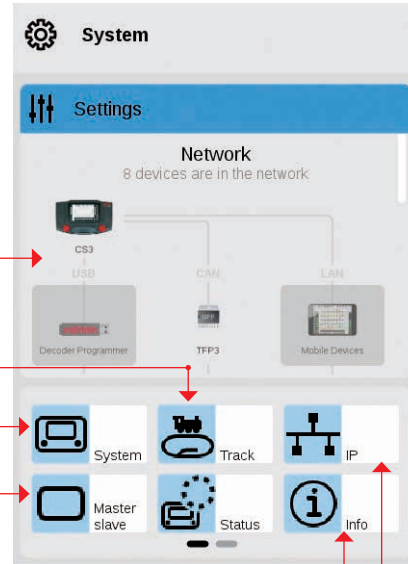 System
Settings
Network
8 devices are in the network
CS3
USB CAN LAN
Decoder Programmer TFP3 Mobile Devices
System Track IP
Master
slave Status Info